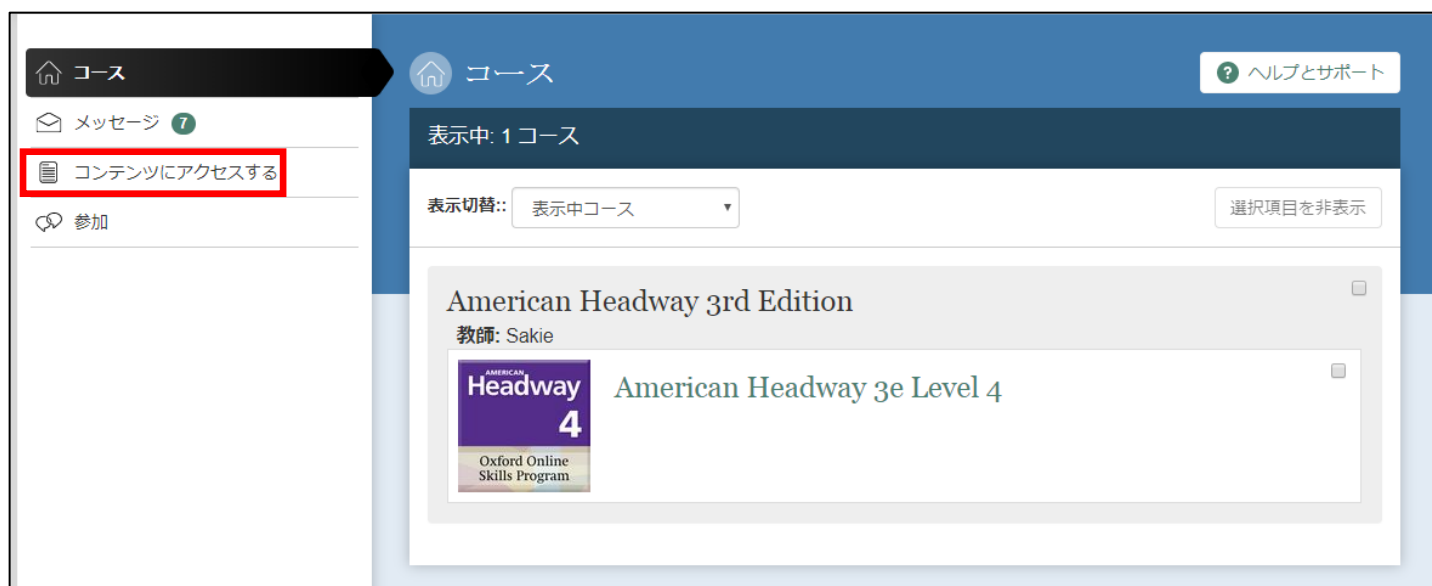 コース
メッセージ 7
コンテンツにアクセスする
参加
コース
? ヘルプとサポート
表示中: 1 コース
表示切替:: 表示中コース
選択項目を非表示
American Headway 3rd Edition
教師: Sakie
AMERICAN
Headway
4
Oxford Online
Skills Program
American Headway 3e Level 4